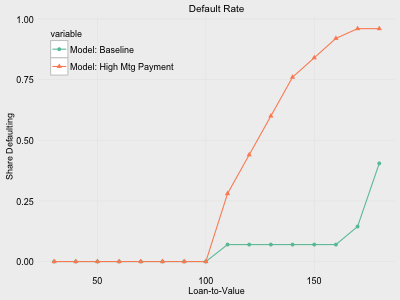 Default Rate
1.00
variable
Model: Baseline
Model: High Mtg Payment
0.75
0.50
0.25
0.00
Share Defaulting
50
100
150
Loan-to-Value